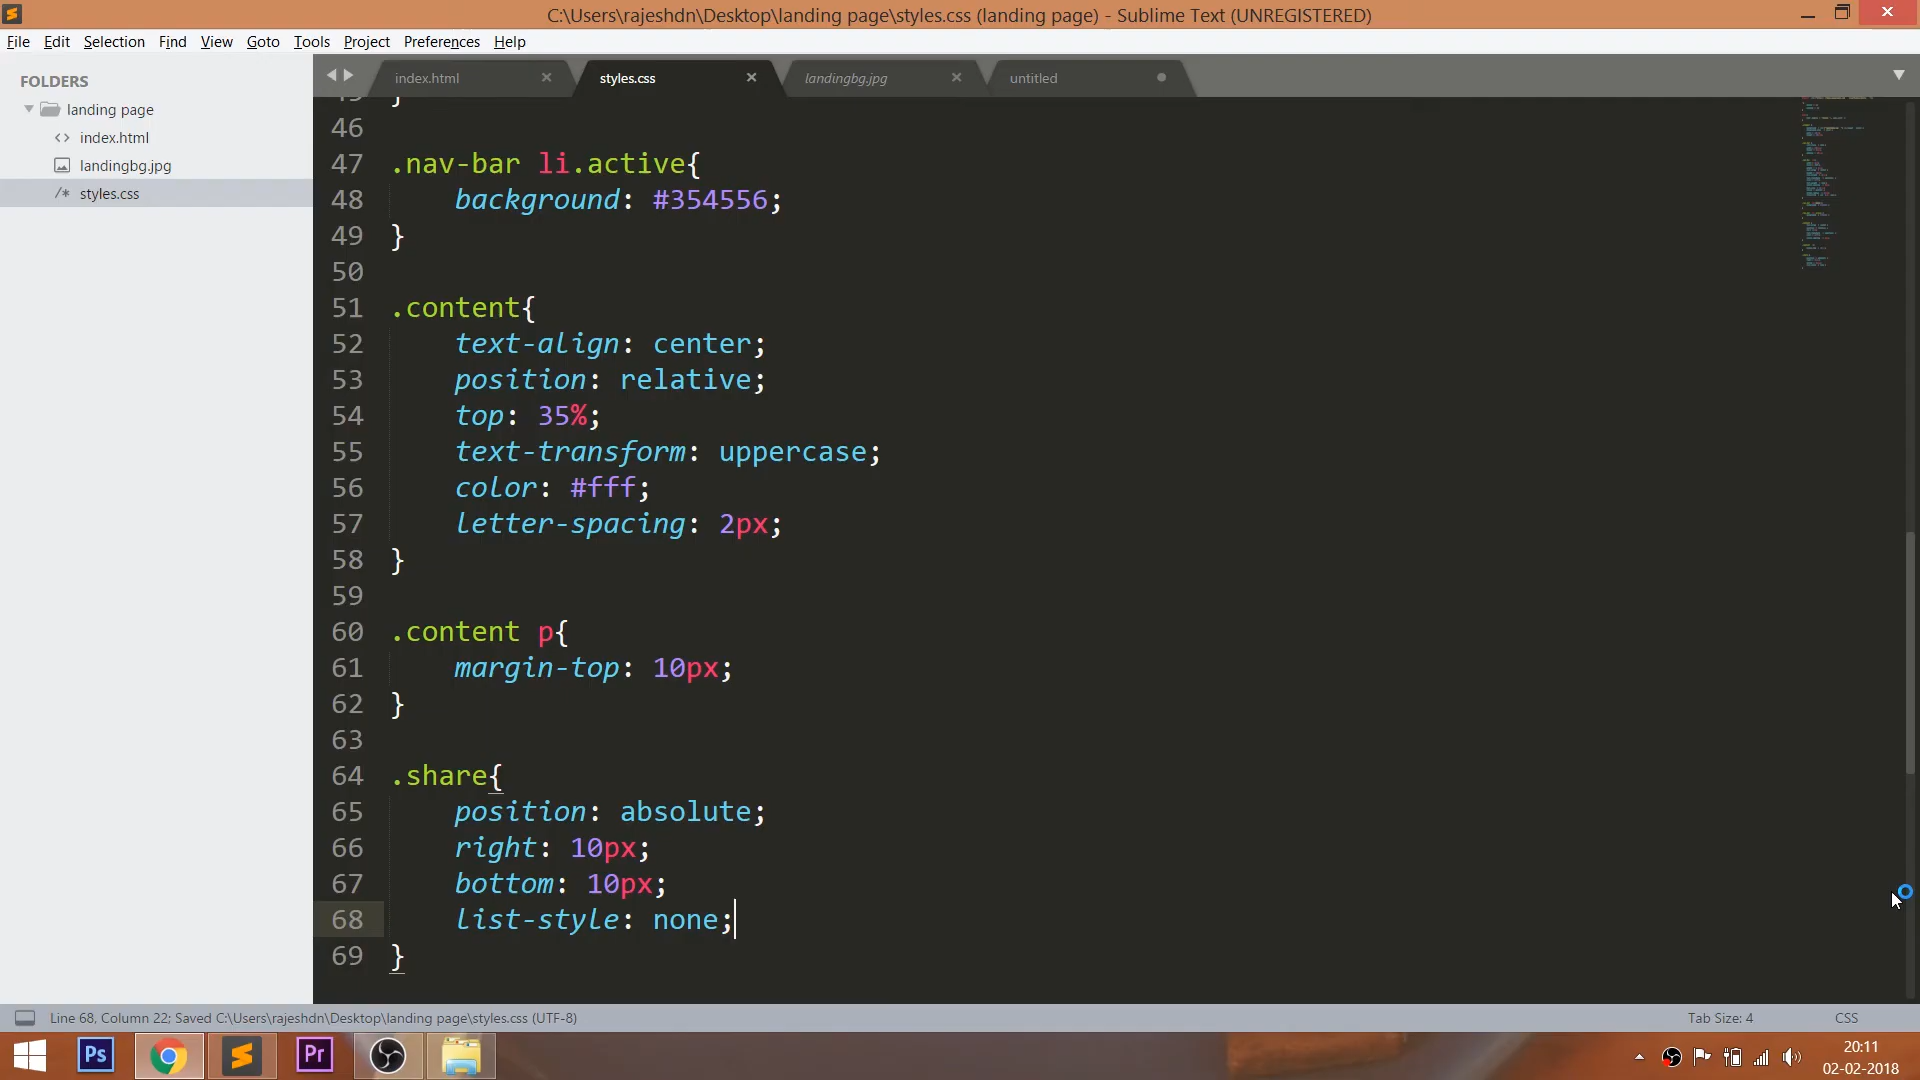 C:\Users\rajeshdn\Desktop\landing page\styles.css (landing page) - Sublime Text (UNREGISTERED)
File Edit Selection Find View Goto Tools Project Preferences Help
FOLDERS
landing page
<> index.html
landingbg.jpg
/* styles.css
index.html
styles.css
landingbg.jpg
untitled
45 }
46
47 .nav-bar li.active{
48 background: #354556;
49 }
50
51 .content{
52 text-align: center;
53 position: relative;
54 top: 35%;
55 text-transform: uppercase;
56 color: #fff;
57 letter-spacing: 2px;
58 }
59
60 .content p{
61 margin-top: 10px;
62 }
63
64 .share{
65 position: absolute;
66 right: 10px;
67 bottom: 10px;
68 list-style: none;
69 }
Line 68, Column 22; Saved C:\Users\rajeshdn\Desktop\landing page\styles.css (UTF-8)
Tab Size: 4
CSS
Ps
Pr
20:11
02-02-2018